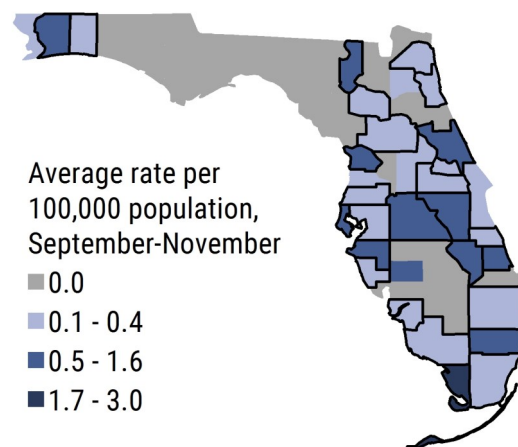 Average rate per
100,000 population,
September-November
0.0
0.1 - 0.4
0.5 - 1.6
1.7 - 3.0